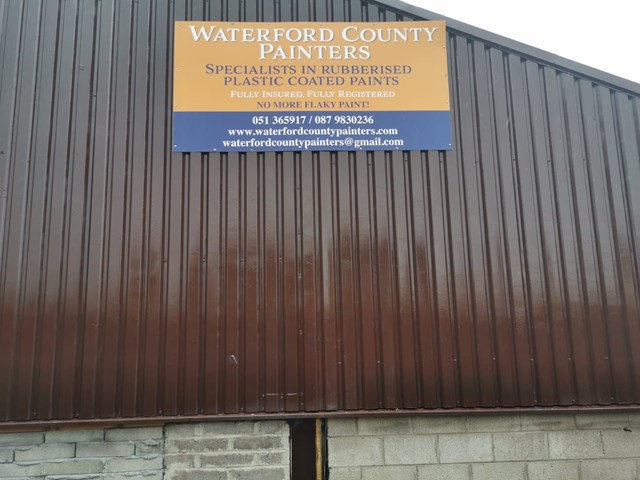 WATERFORD COUNTY
PAINTERS
SPECIALISTS IN RUBBERISED
PLASTIC COATED PAINTS
FULLY INSURED, FULLY REGISTERED
NO MORE FLAKY PAINT!
051 365917 / 087 9830236
www.waterfordcountypainters.com
waterfordcountypainters@gmail.com